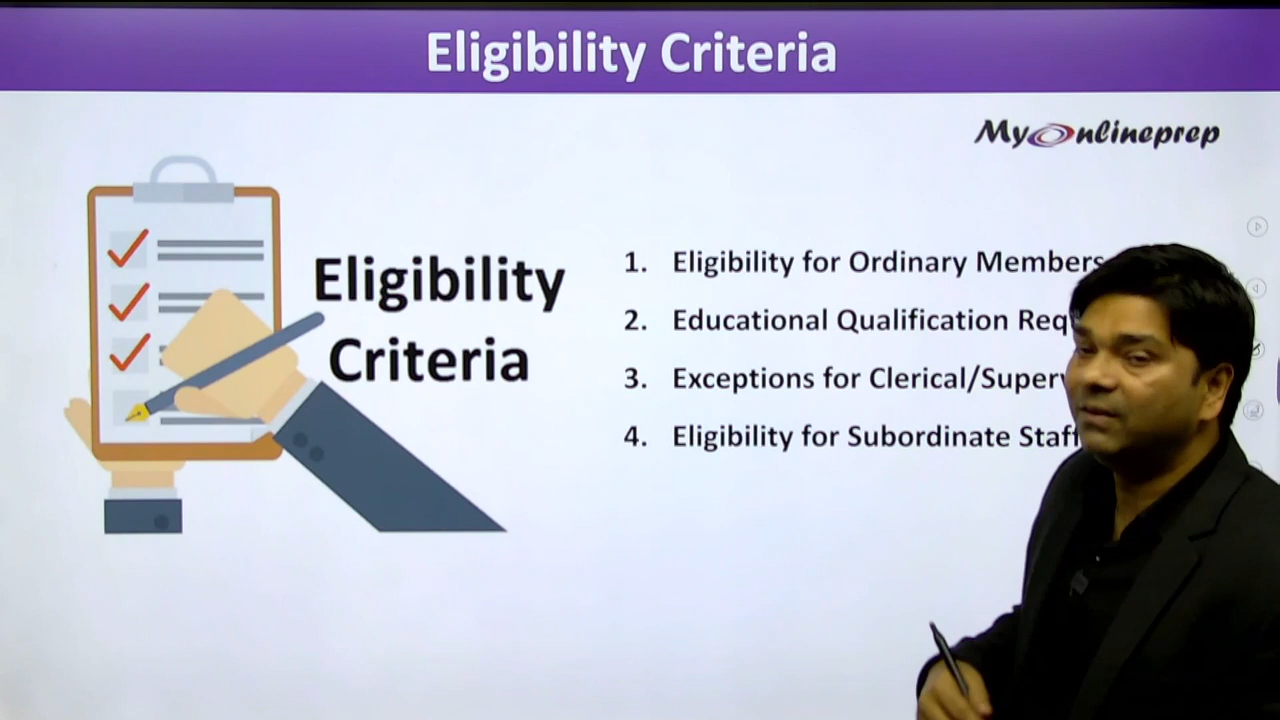 Eligibility Criteria
MyOnlineprep
Eligibility
Criteria
1. Eligibility for Ordinary Members
2. Educational Qualification
3. Exceptions for
4. Eligibility for Subordinate Staff